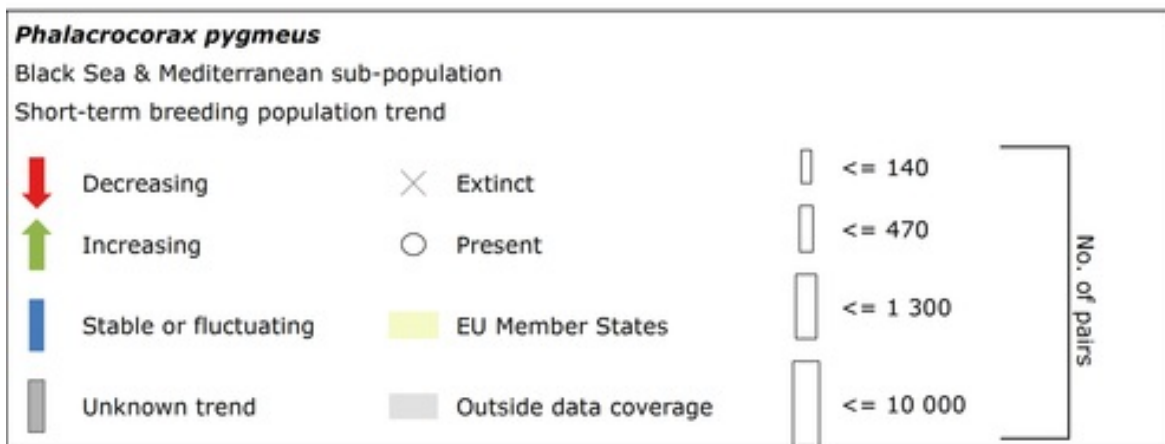 Phalacrocorax pygmeus
Black Sea & Mediterranean sub-population
Short-term breeding population trend
Decreasing
Increasing
Stable or fluctuating
Unknown trend
Extinct
Present
EU Member States
Outside data coverage
<= 140
<= 470
<= 1 300
<= 10 000
No. of pairs